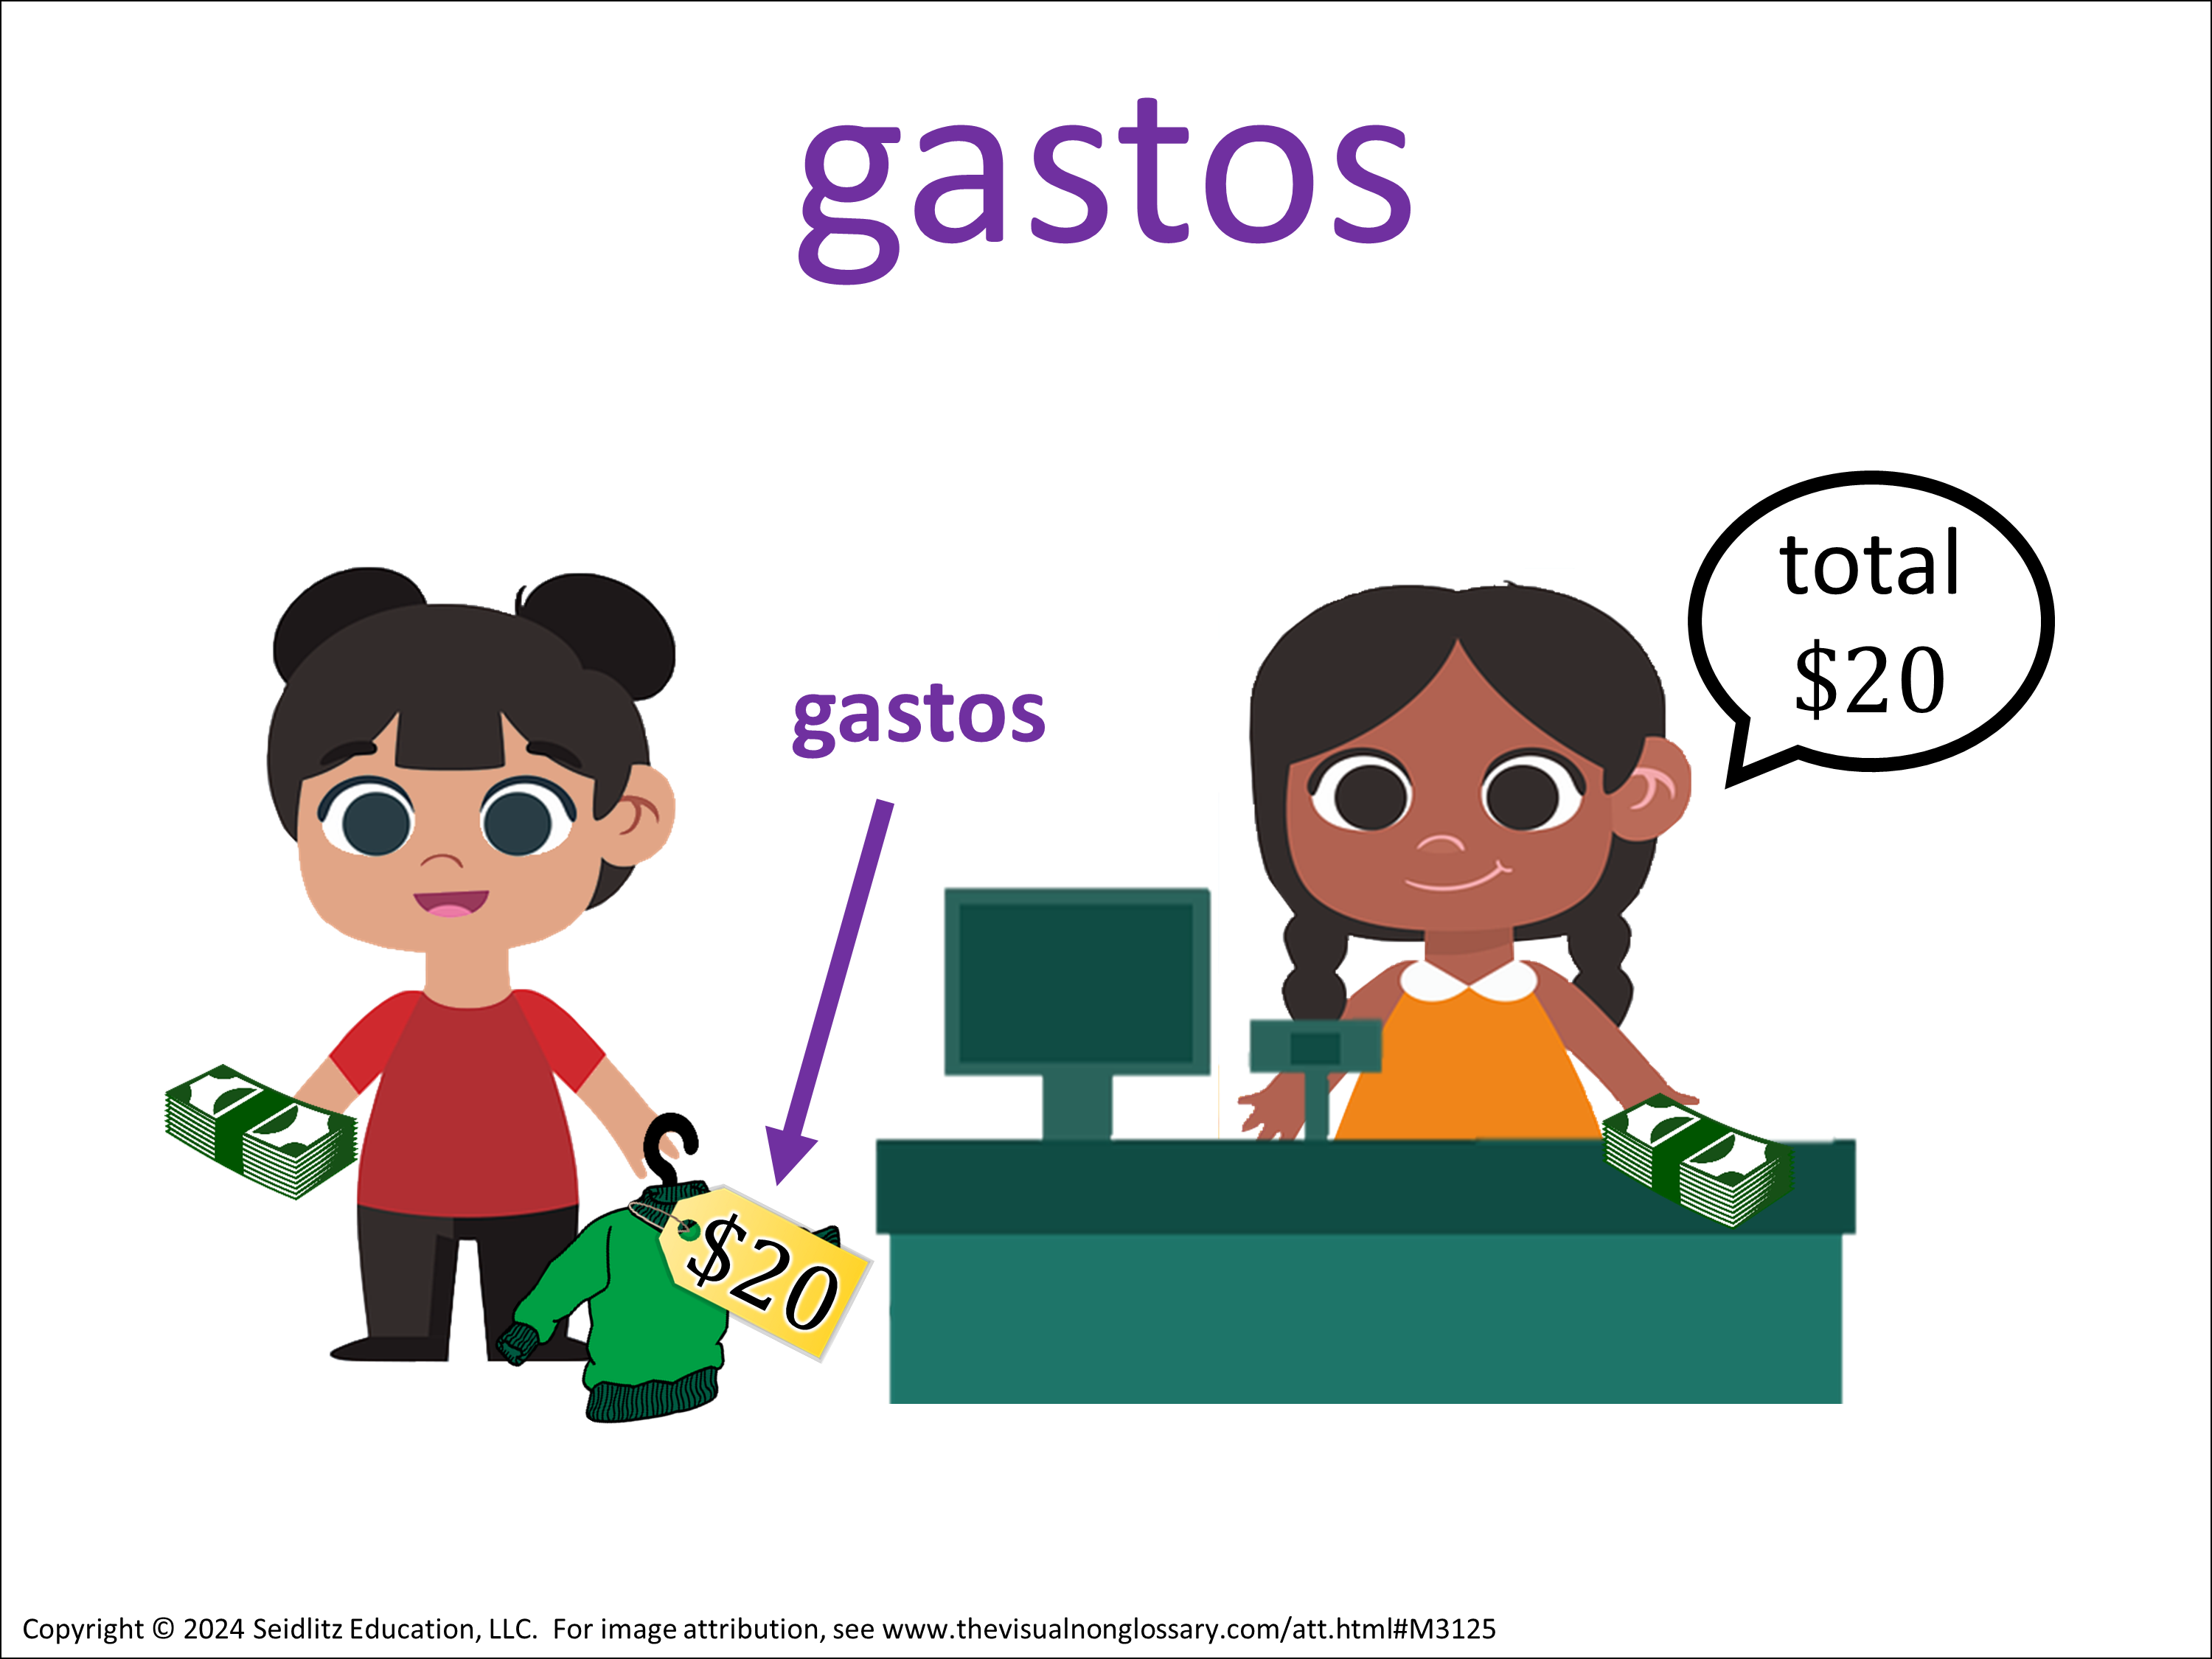 gastos
total
$20
gastos
$20
Copyright © 2024 Seidlitz Education, LLC.  For image attribution, see www.thevisualnonglossary.com/att.html#M3125